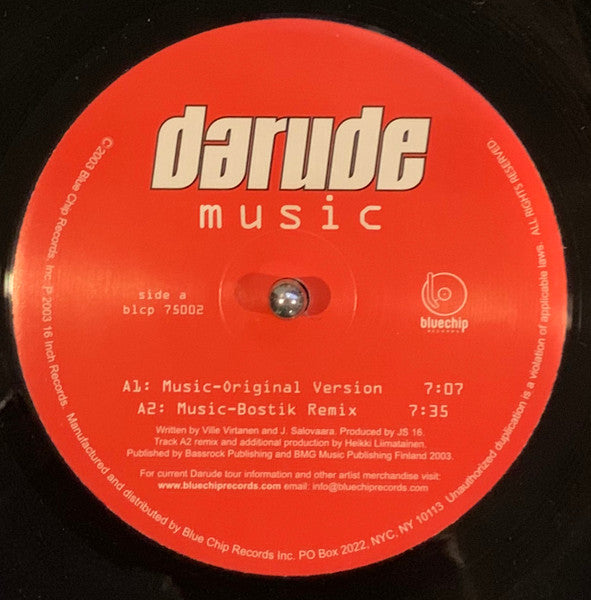 darude
music
side a
blcp 75002
bluechip
RECORDS
A1: Music-Original Version 7:07
A2: Music-Bostik Remix 7:35
Written by Ville Virtanen and J. Salovaara. Produced by JS 16.
Track A2 remix and additional production by Heikki Liimatainen.
Published by Bassrock Publishing and BMG Music Publishing Finland 2003.
For current Darude tour information and other artist merchandise visit:
www.bluechiprecords.com email: info@bluechiprecords.com
C 2003 Blue Chip Records, Inc. P 2003 16 Inch Records. Manufactured and distributed by Blue Chip Records Inc. PO Box 2022, NYC. NY 10113 Unauthorized duplication is a violation of applicable laws. ALL RIGHTS RESERVED.